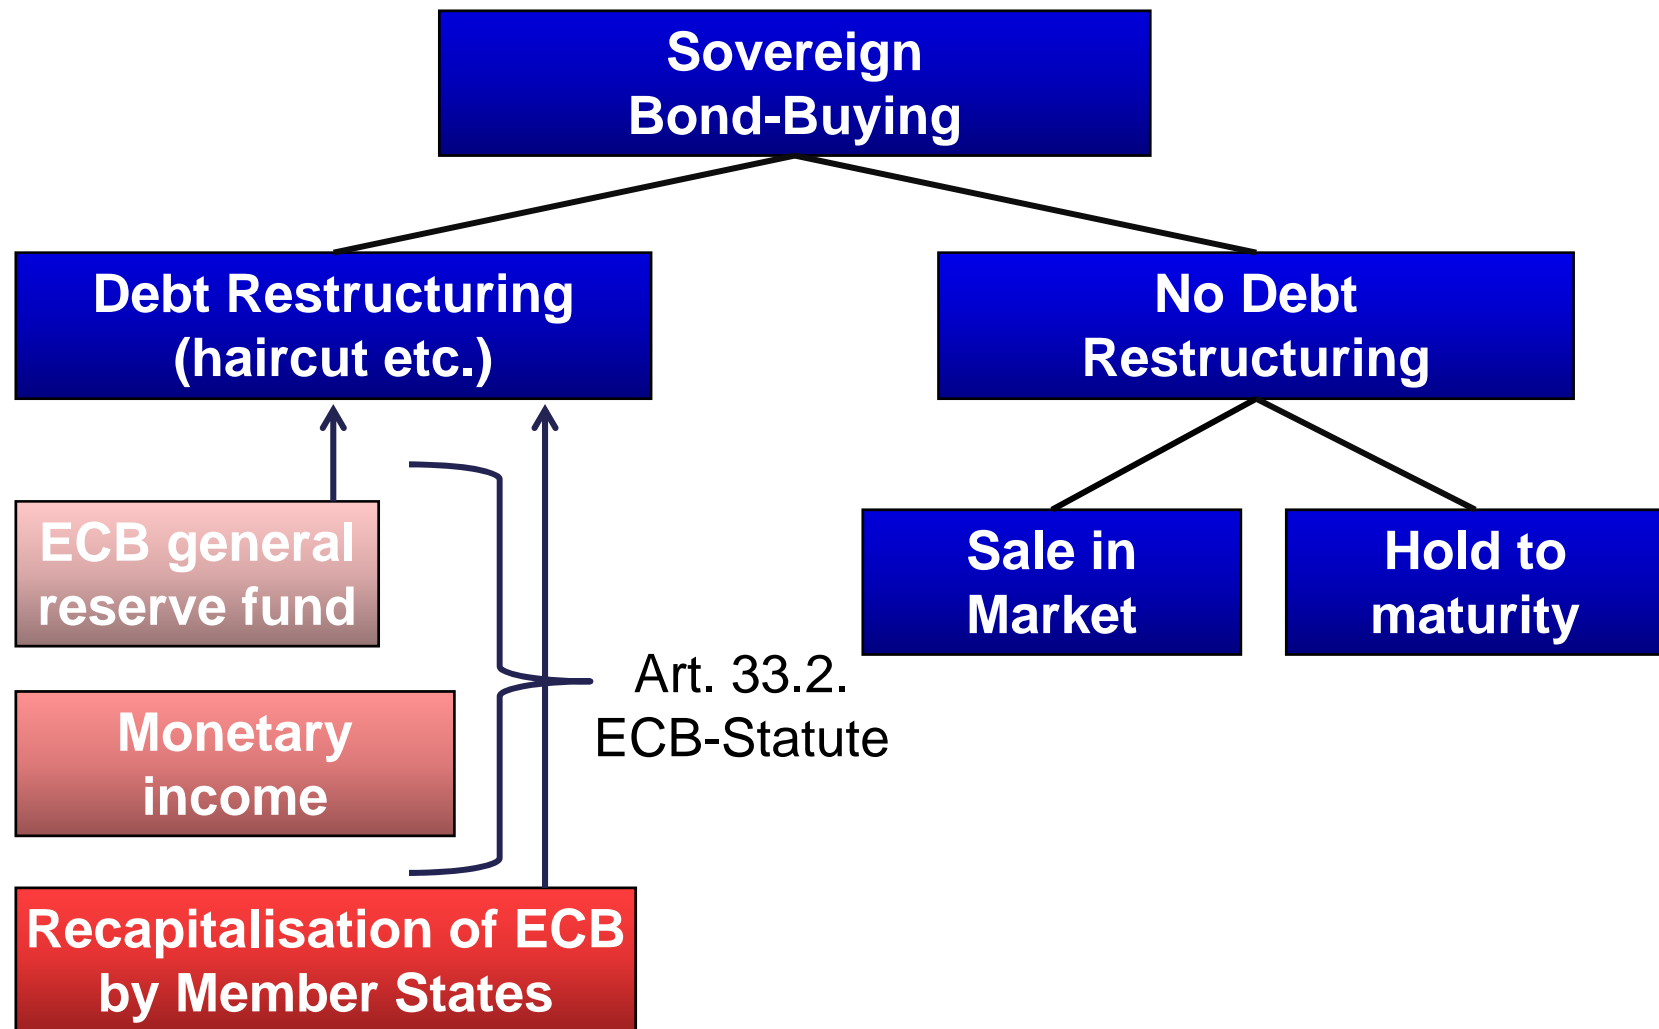 Sovereign
Bond-Buying
Debt Restructuring
(haircut etc.)
No Debt
Restructuring
ECB general
reserve fund
Sale in
Market
Hold to
maturity
Monetary
income
Art. 33.2.
ECB-Statute
Recapitalisation of ECB
by Member States